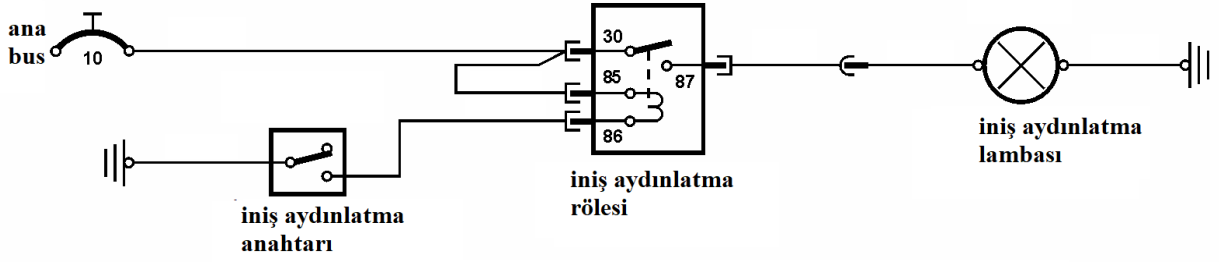 ana
bus
10
30
85
87
86
iniş aydınlatma
lambası
iniş aydınlatma
rölesi
iniş aydınlatma
anahtarı